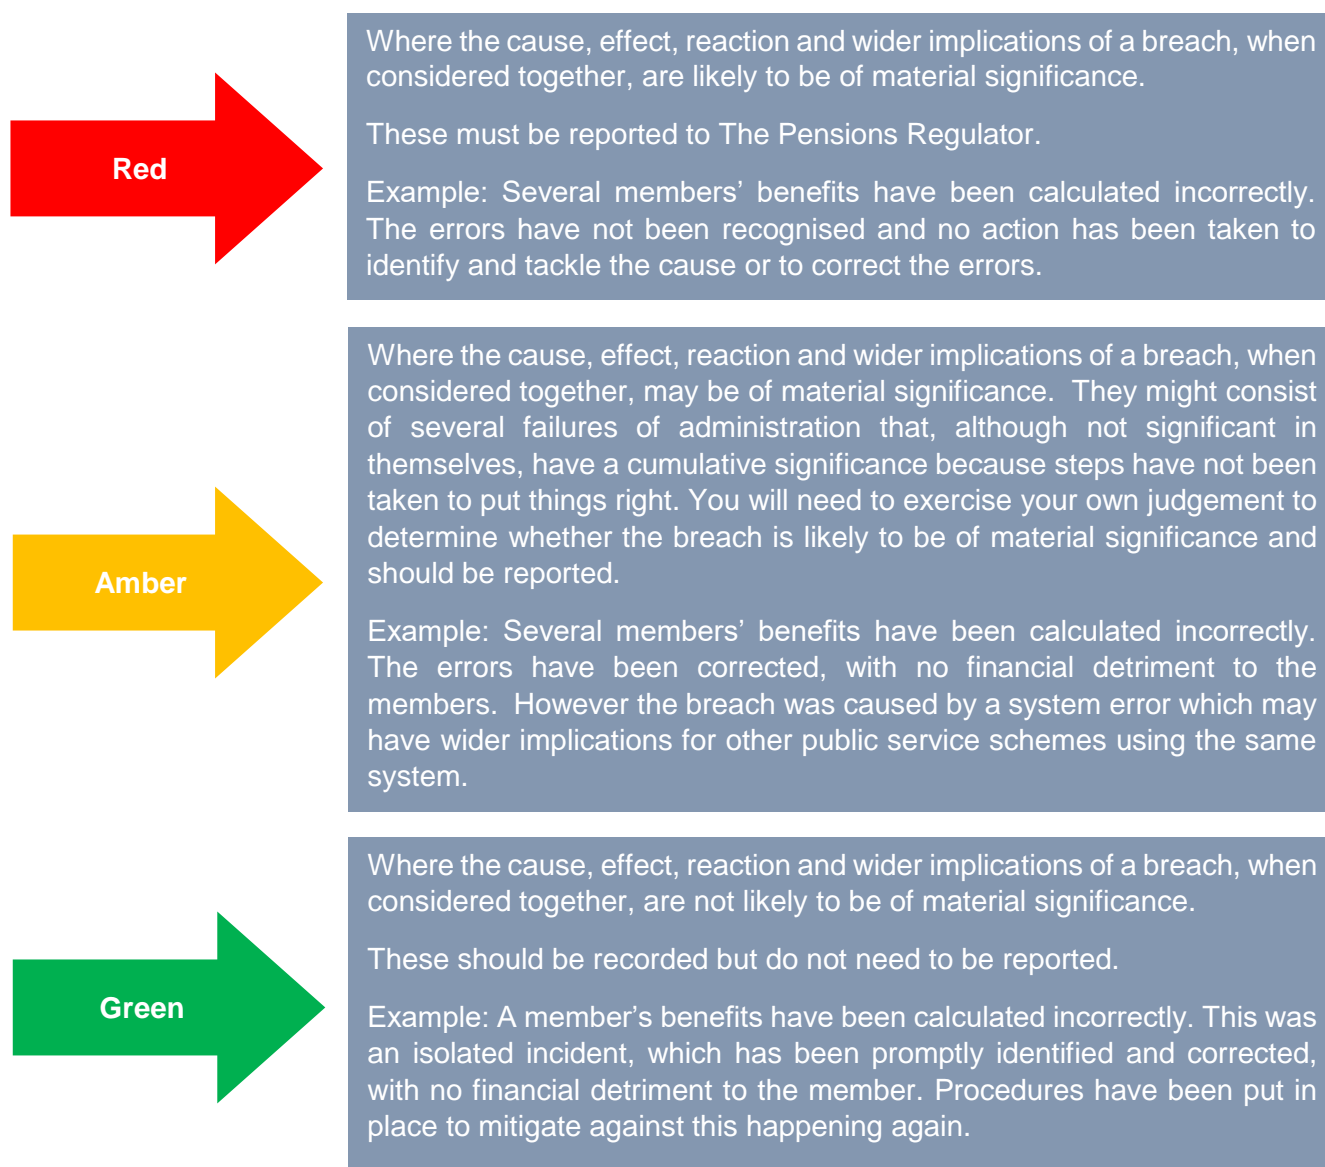 Red
Where the cause, effect, reaction and wider implications of a breach, when
considered together, are likely to be of material significance.
These must be reported to The Pensions Regulator.
Example: Several members’ benefits have been calculated incorrectly.
The errors have not been recognised and no action has been taken to
identify and tackle the cause or to correct the errors.
Amber
Where the cause, effect, reaction and wider implications of a breach, when
considered together, may be of material significance. They might consist
of several failures of administration that, although not significant in
themselves, have a cumulative significance because steps have not been
taken to put things right. You will need to exercise your own judgement to
determine whether the breach is likely to be of material significance and
should be reported.
Example: Several members’ benefits have been calculated incorrectly.
The errors have been corrected, with no financial detriment to the
members. However the breach was caused by a system error which may
have wider implications for other public service schemes using the same
system.
Green
Where the cause, effect, reaction and wider implications of a breach, when
considered together, are not likely to be of material significance.
These should be recorded but do not need to be reported.
Example: A member’s benefits have been calculated incorrectly. This was
an isolated incident, which has been promptly identified and corrected,
with no financial detriment to the member. Procedures have been put in
place to mitigate against this happening again.